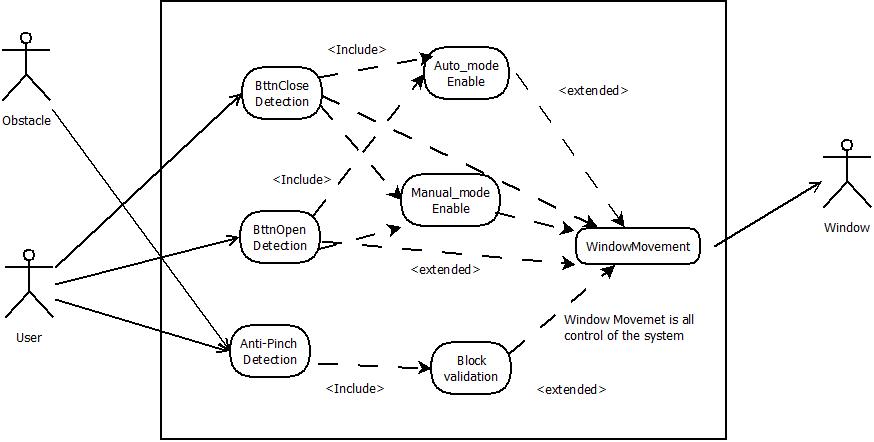 <Include>
Auto_mode
Enable
BttnClose
Detection
<extended>
Obstacle
<Include>
Manual_mode
Enable
BttnOpen
Detection
Window
WindowMovement
<extended>
Window Movemet is all
control of the system
User
Anti-Pinch
Detection
Block
validation
<Include>
<extended>